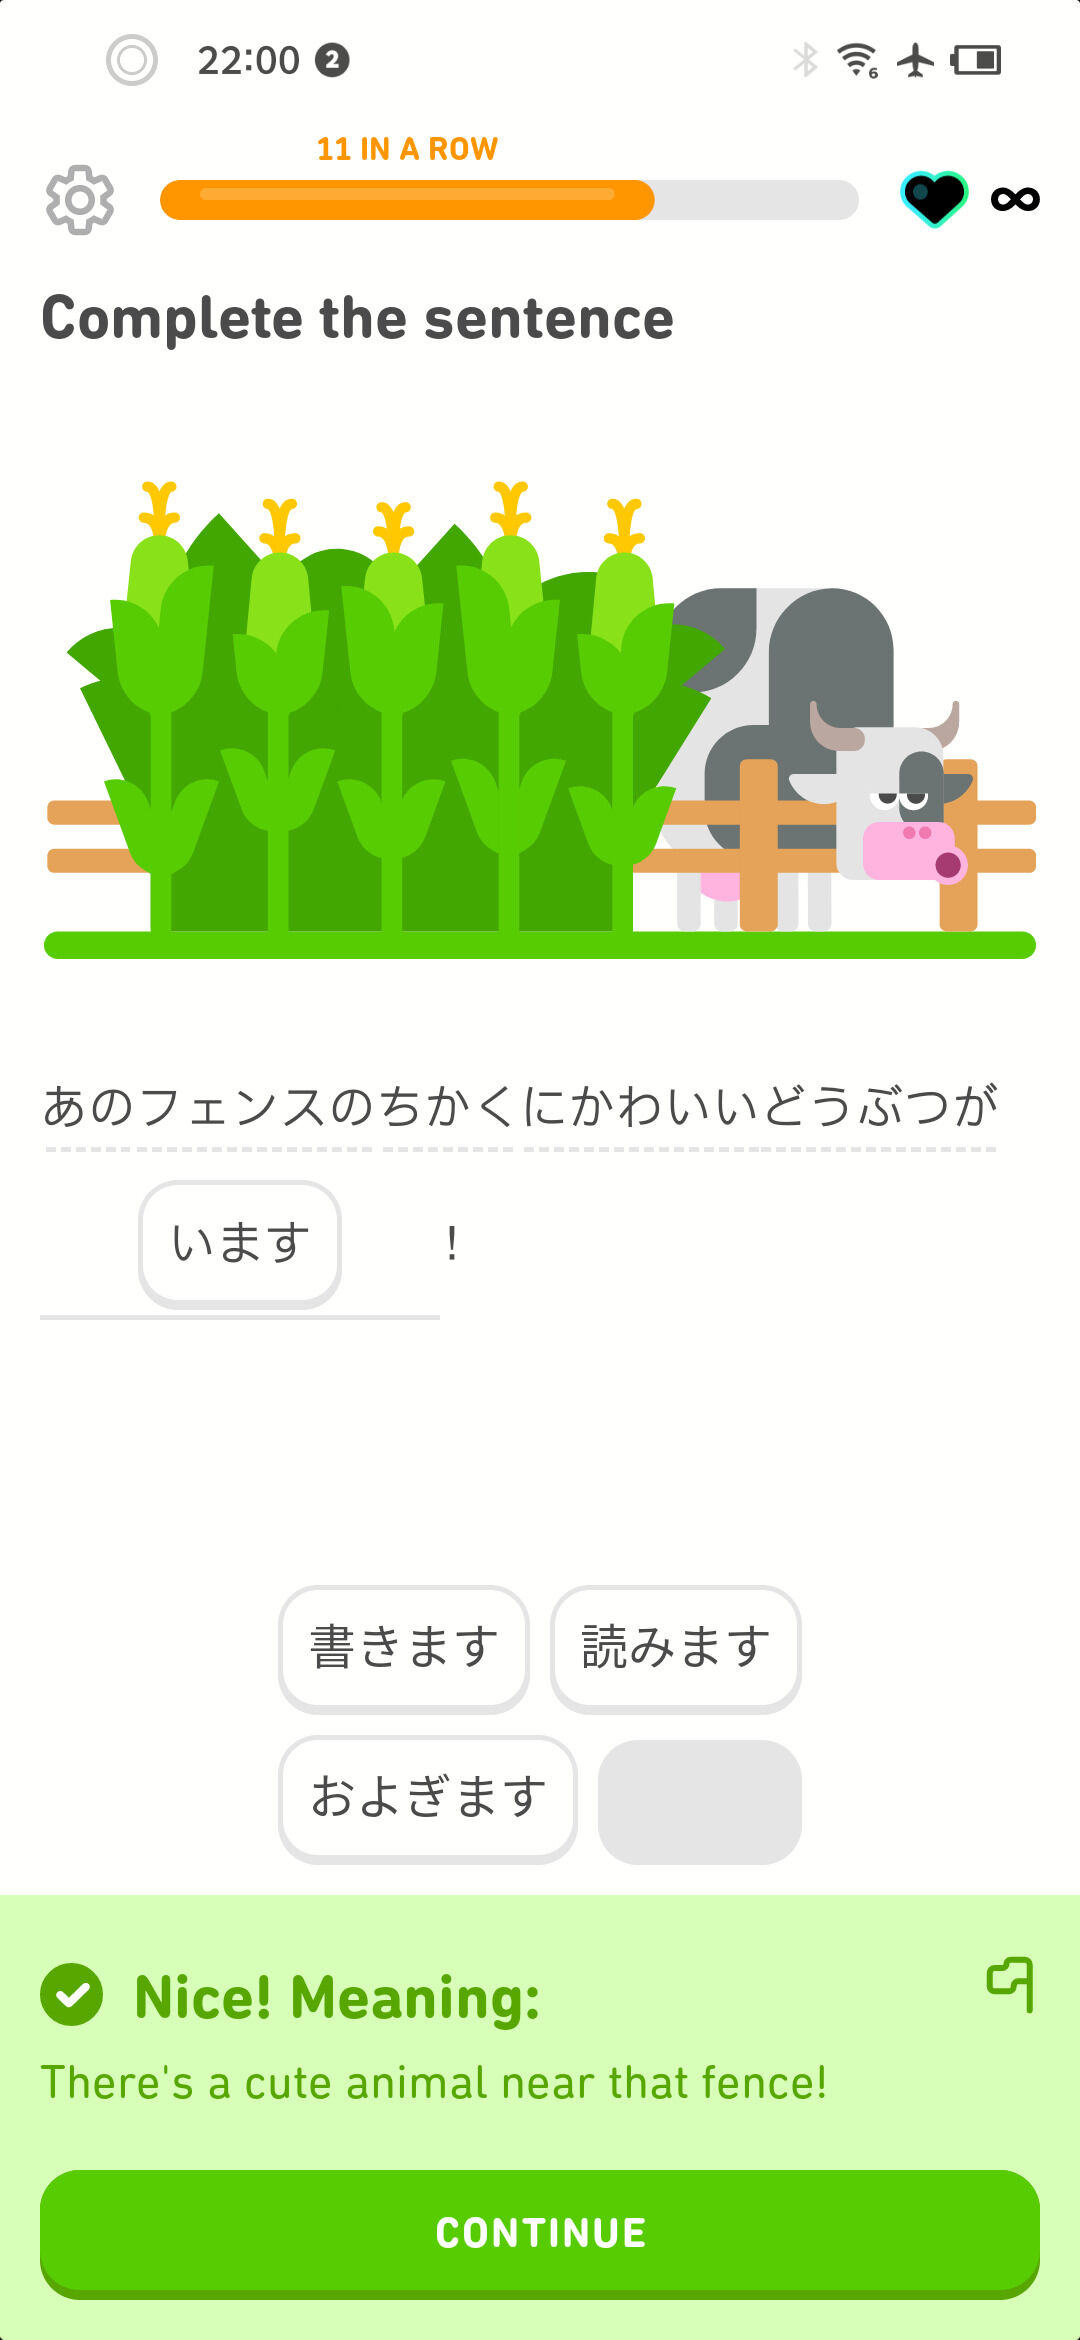 22:00 2
6
11 IN A ROW
Complete the sentence
あのフェンスのちかくにかわいいどうぶつが
います !
書きます 読みます
およぎます
Nice! Meaning:
There's a cute animal near that fence!
CONTINUE